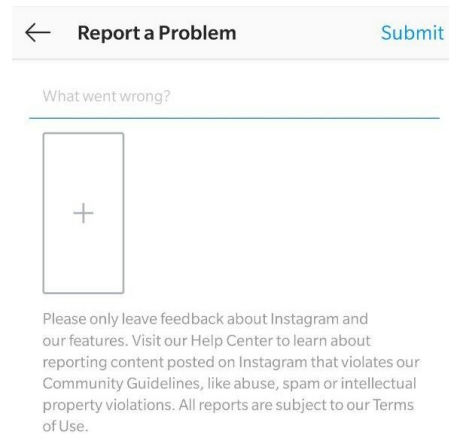 Report a Problem Submit
What went wrong?
Please only leave feedback about Instagram and
our features. Visit our Help Center to learn about
reporting content posted on Instagram that violates our
Community Guidelines, like abuse, spam or intellectual
property violations. All reports are subject to our Terms
of Use.